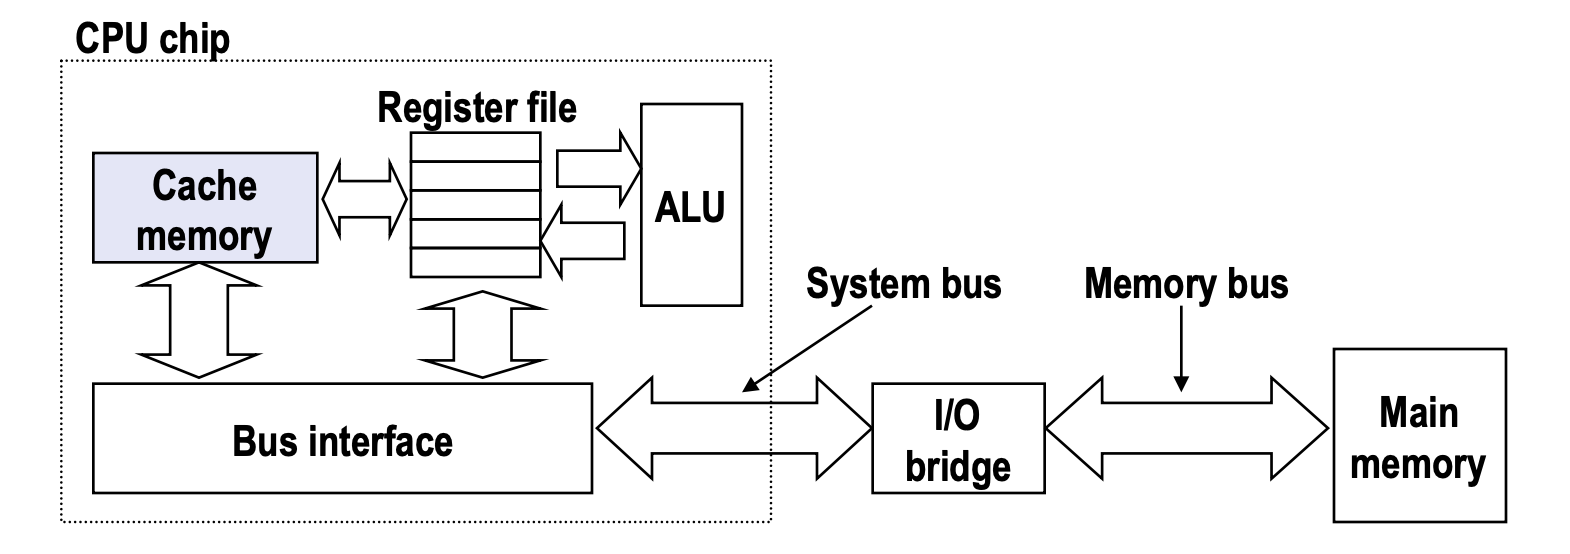 CPU chip
Register file
Cache
memory
ALU
System bus
Memory bus
Bus interface
I/O
bridge
Main
memory